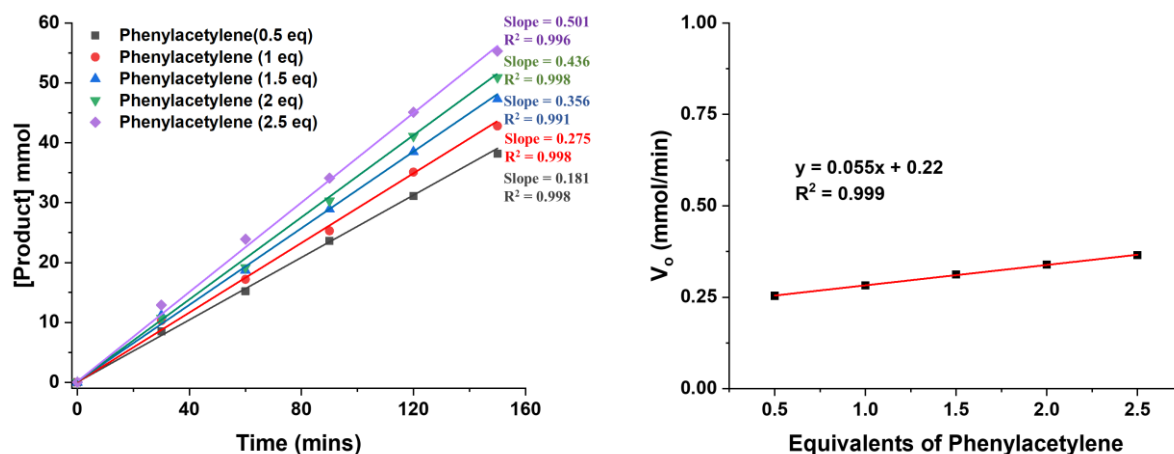 60
50
40
30
20
10
0
[Product] mmol
Phenylacetylene(0.5 eq)
Phenylacetylene (1 eq)
Phenylacetylene (1.5 eq)
Phenylacetylene (2 eq)
Phenylacetylene (2.5 eq)
Slope = 0.501
R² = 0.996
Slope = 0.436
R² = 0.998
Slope = 0.356
R² = 0.991
Slope = 0.275
R² = 0.998
Slope = 0.181
R² = 0.998
0 40 80 120 160
Time (mins)
1.00
0.75
0.50
0.25
0.00
Vₒ (mmol/min)
y = 0.055x + 0.22
R² = 0.999
0.5 1.0 1.5 2.0 2.5
Equivalents of Phenylacetylene